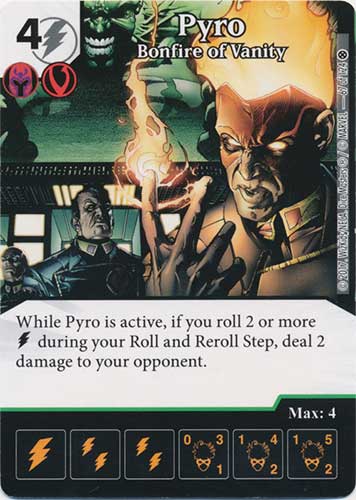 4
Pyro
Bonfire of Vanity
While Pyro is active, if you roll 2 or more
during your Roll and Reroll Step, deal 2
damage to your opponent.
Max: 4
0 3 1
1 4 2
1 5 2